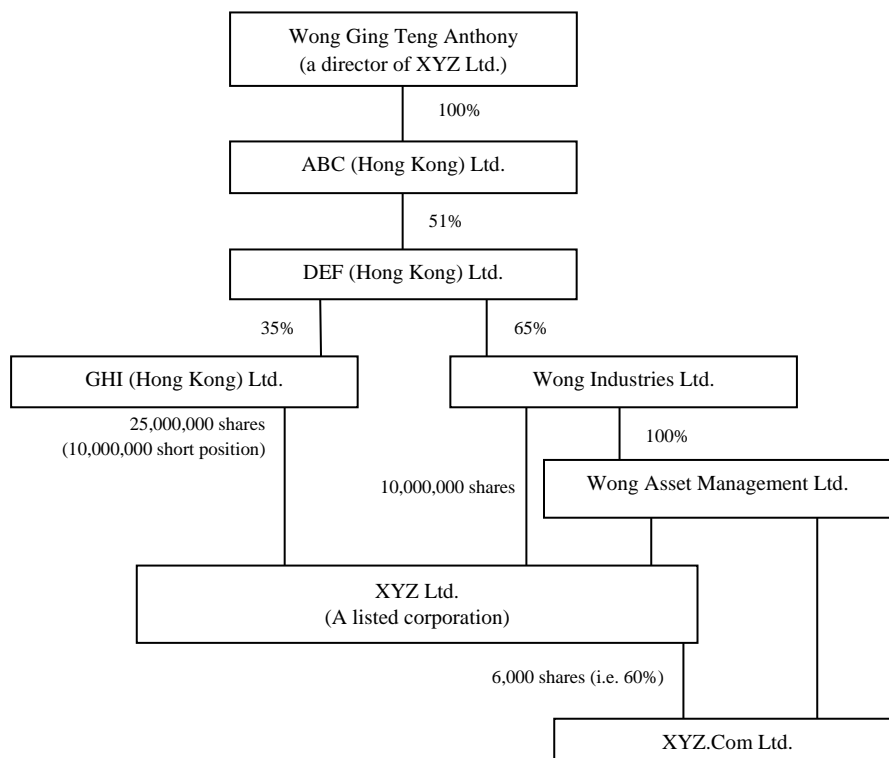 Wong Ging Teng Anthony
(a director of XYZ Ltd.)
100%
ABC (Hong Kong) Ltd.
51%
DEF (Hong Kong) Ltd.
35%
65%
GHI (Hong Kong) Ltd.
Wong Industries Ltd.
25,000,000 shares
(10,000,000 short position)
100%
10,000,000 shares
Wong Asset Management Ltd.
XYZ Ltd.
(A listed corporation)
6,000 shares (i.e. 60%)
XYZ.Com Ltd.